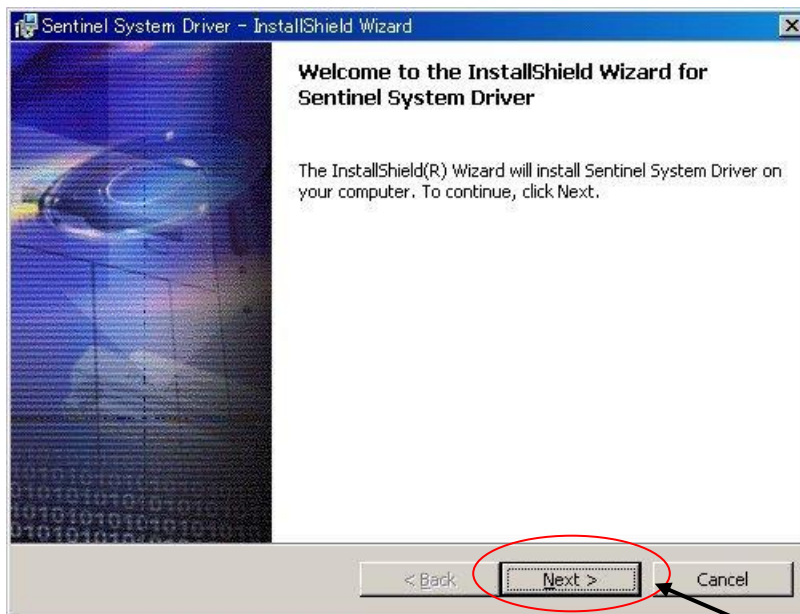 Sentinel System Driver - InstallShield Wizard
Welcome to the InstallShield Wizard for
Sentinel System Driver
The InstallShield(R) Wizard will install Sentinel System Driver on
your computer. To continue, click Next.
< Back
Next >
Cancel